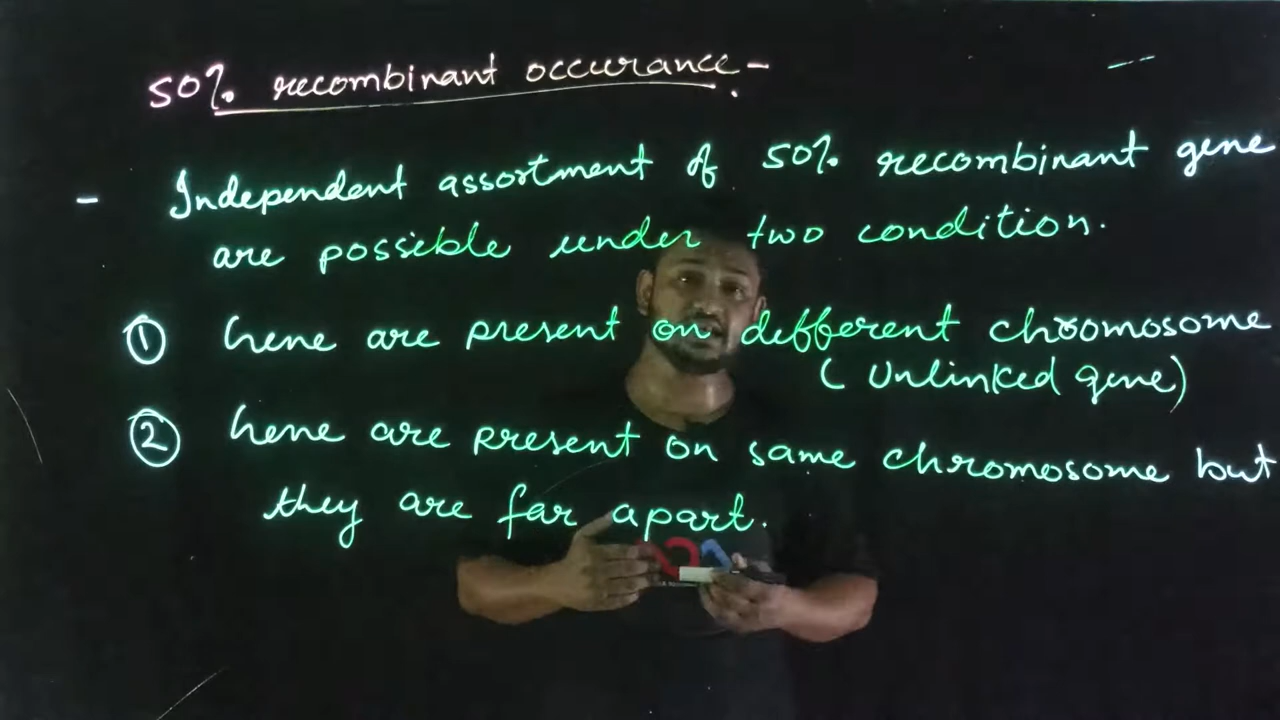 50% recombinant occurance -
- Independent assortment of 50% recombinant gene
are possible under two condition.
① Gene are present on different chromosome
( Unlinked gene)
② Gene are present on same chromosome but
they are far apart.